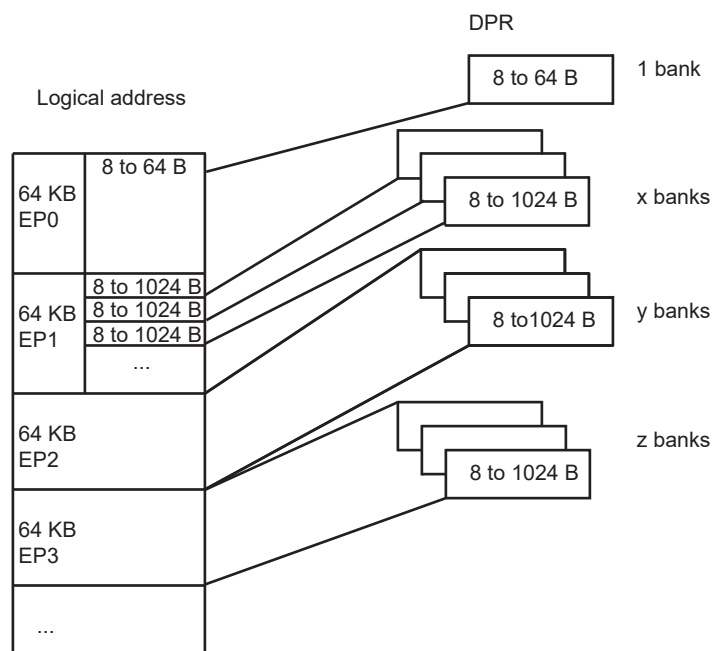 DPR
8 to 64 B
1 bank
Logical address
8 to 64 B
64 KB
EP0
8 to 1024 B
x banks
8 to 1024 B
8 to 1024 B
8 to 1024 B
...
64 KB
EP1
8 to1024 B
y banks
64 KB
EP2
8 to 1024 B
z banks
64 KB
EP3
...